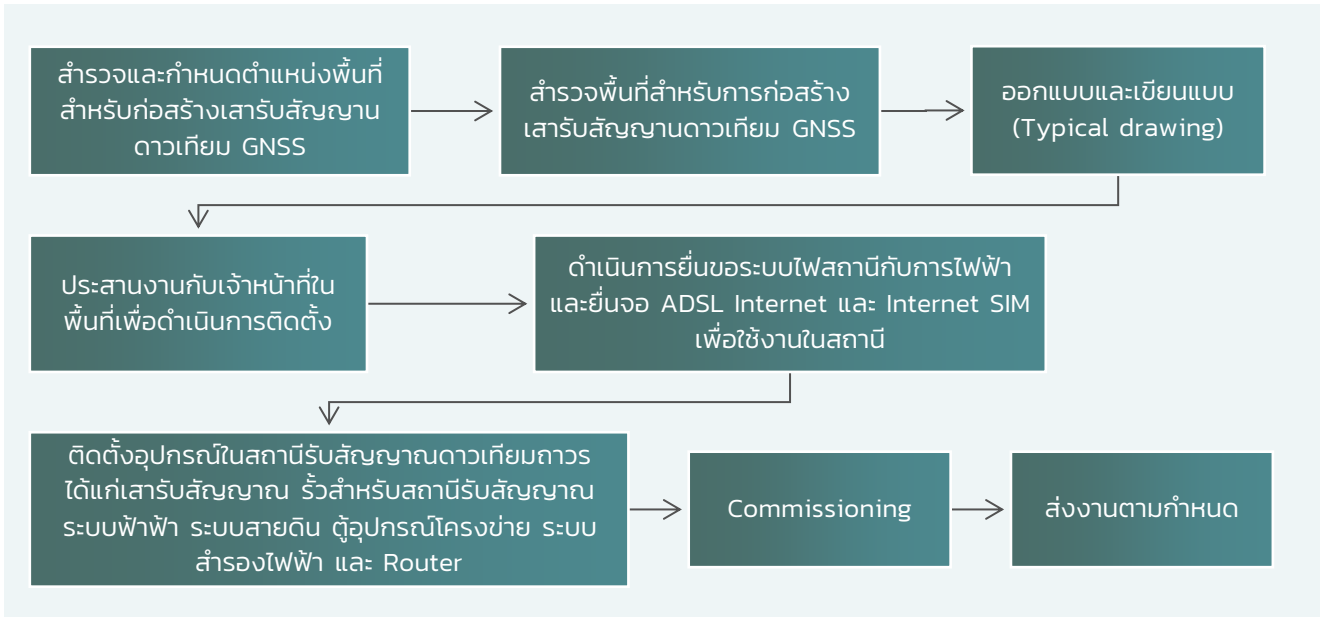 สำรวจและกำหนดตำแหน่งพื้นที่
สำหรับก่อสร้างเสารับสัญญาน
ดาวเทียม GNSS
สำรวจพื้นที่สำหรับการก่อสร้าง
เสารับสัญญานดาวเทียม GNSS
ออกแบบและเขียนแบบ
(Typical drawing)
ประสานงานกับเจ้าหน้าที่ใน
พื้นที่เพื่อดำเนินการติดตั้ง
ดำเนินการยื่นขอระบบไฟสถานีกับการไฟฟ้า
และยื่นจอ ADSL Internet และ Internet SIM
เพื่อใช้งานในสถานี
ติดตั้งอุปกรณ์ในสถานีรับสัญญาณดาวเทียมถาวร
ได้แก่เสารับสัญญาณ รั้วสำหรับสถานีรับสัญญาณ
ระบบฟ้าฟ้า ระบบสายดิน ตู้อุปกรณ์โครงข่าย ระบบ
สำรองไฟฟ้า และ Router
Commissioning
ส่งงานตามกำหนด